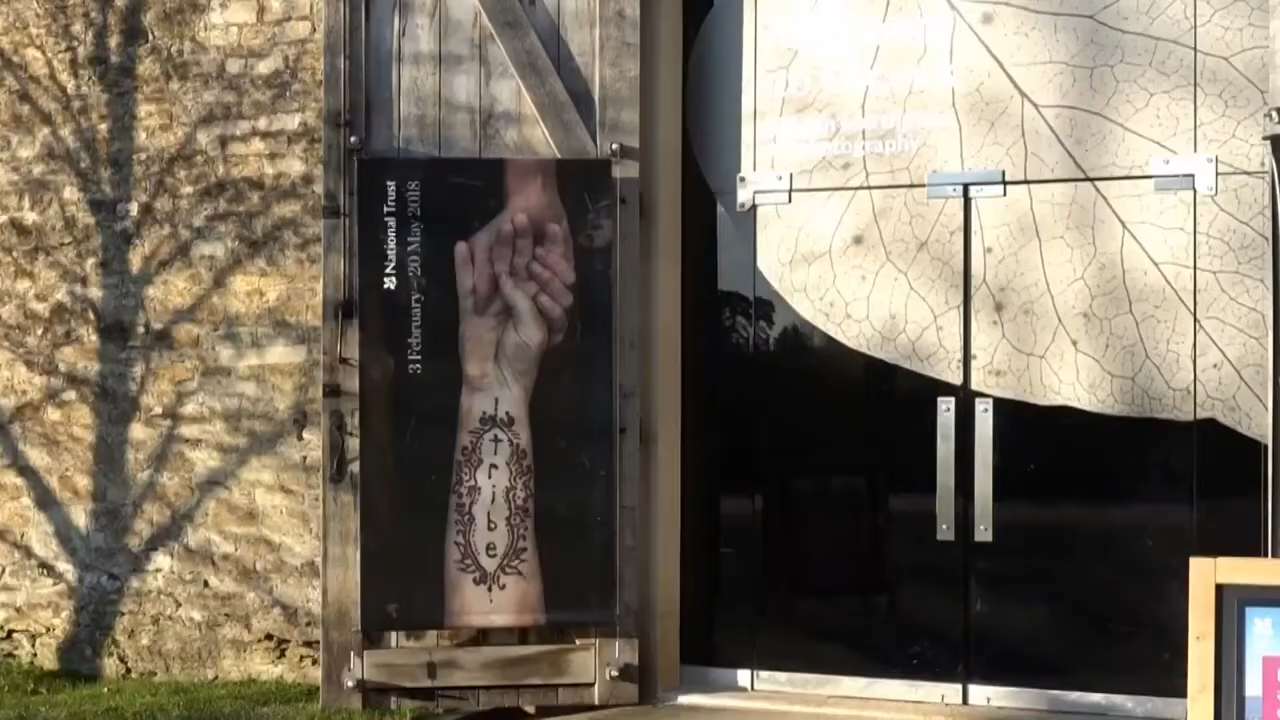 National Trust
3 February – 20 May 2018
tribe